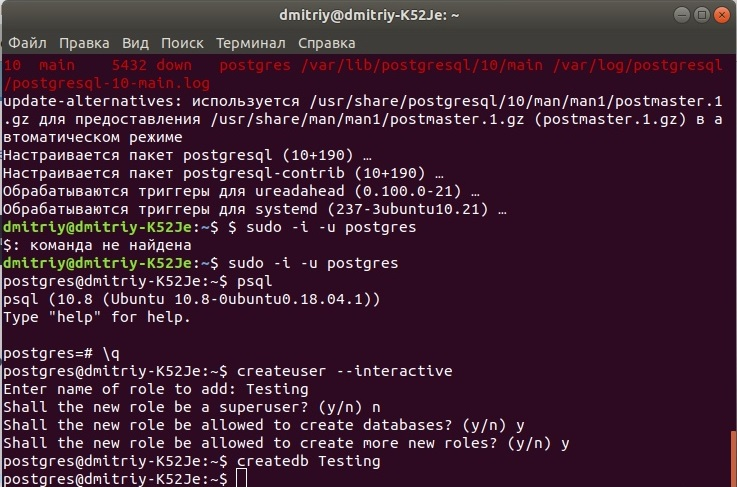 dmitriy@dmitriy-K52Je: ~
Файл Правка Вид Поиск Терминал Справка
10  main    5432 down   postgres /var/lib/postgresql/10/main /var/log/postgresql
/postgresql-10-main.log
update-alternatives: используется /usr/share/postgresql/10/man/man1/postmaster.1
.gz для предоставления /usr/share/man/man1/postmaster.1.gz (postmaster.1.gz) в а
втоматическом режиме
Настраивается пакет postgresql (10+190) …
Настраивается пакет postgresql-contrib (10+190) …
Обрабатываются триггеры для ureadahead (0.100.0-21) …
Обрабатываются триггеры для systemd (237-3ubuntu10.21) …
dmitriy@dmitriy-K52Je:~$ $ sudo -i -u postgres
$: команда не найдена
dmitriy@dmitriy-K52Je:~$ sudo -i -u postgres
postgres@dmitriy-K52Je:~$ psql
psql (10.8 (Ubuntu 10.8-0ubuntu0.18.04.1))
Type "help" for help.
postgres=# \q
postgres@dmitriy-K52Je:~$ createuser --interactive
Enter name of role to add: Testing
Shall the new role be a superuser? (y/n) n
Shall the new role be allowed to create databases? (y/n) y
Shall the new role be allowed to create more new roles? (y/n) y
postgres@dmitriy-K52Je:~$ createdb Testing
postgres@dmitriy-K52Je:~$